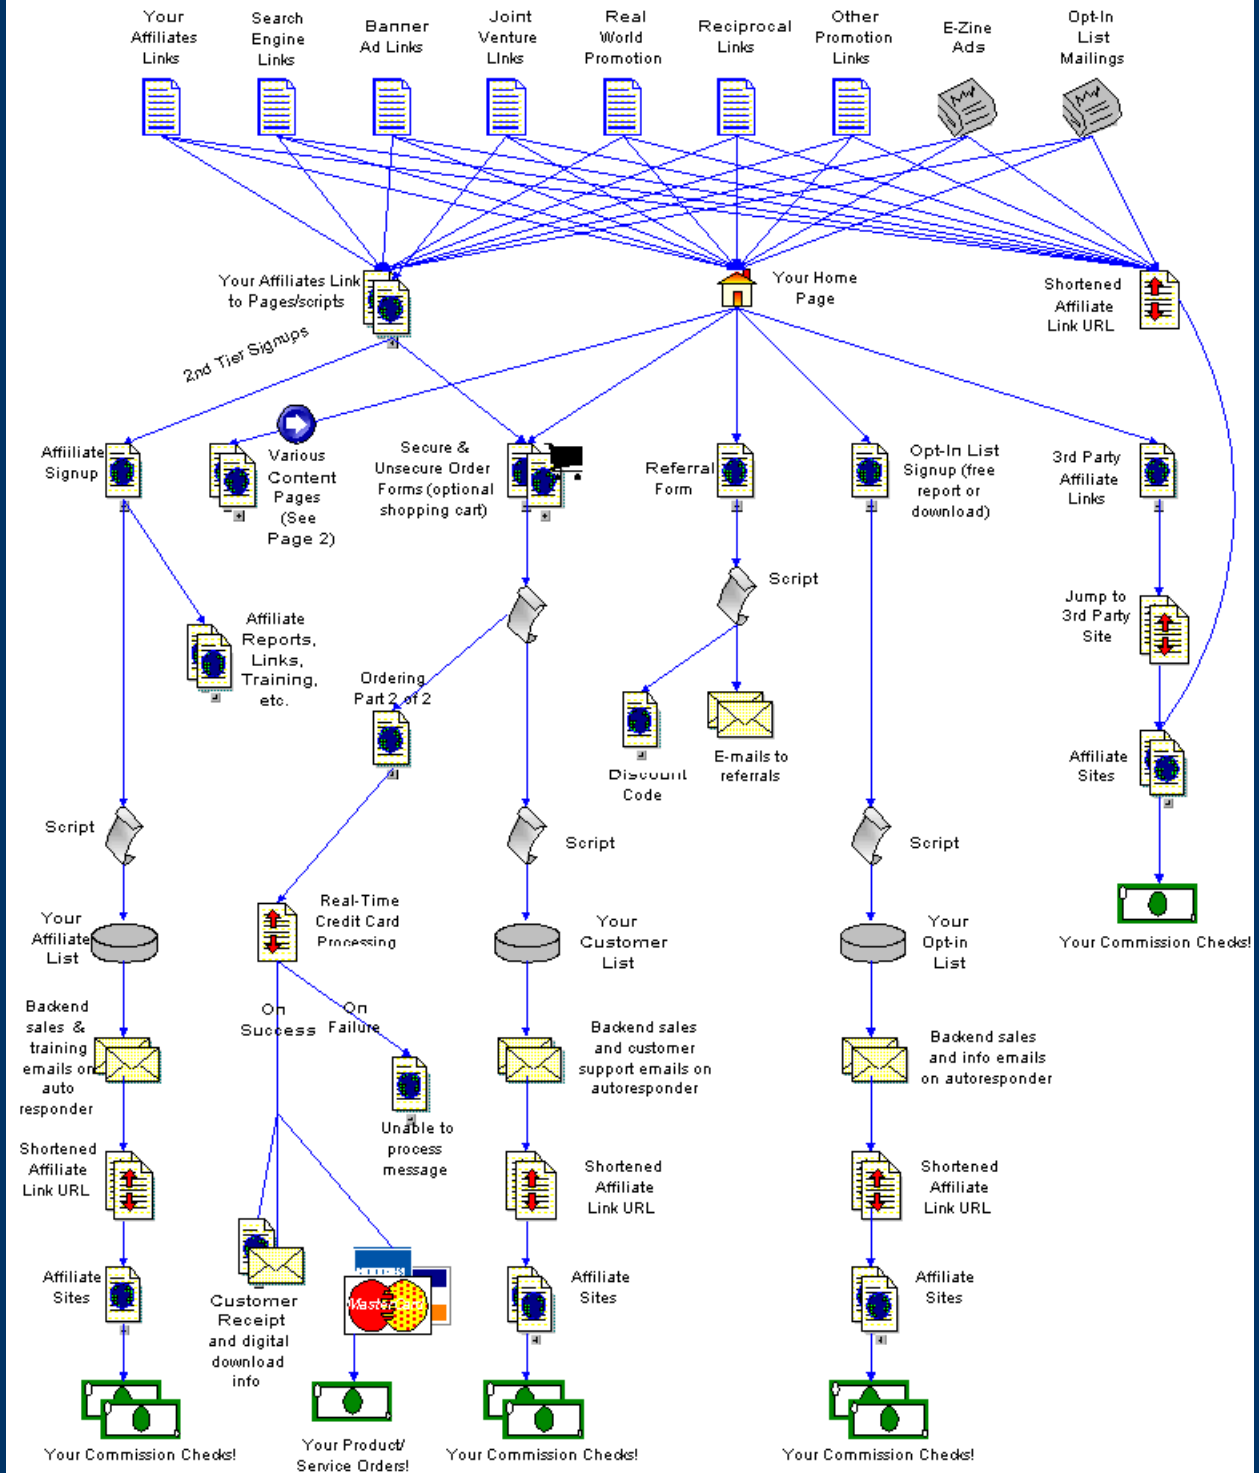 Your
Affiliates
Links
Search
Engine
Links
Banner
Ad Links
Joint
Venture
LInks
Real
World
Promotion
Reciprocal
Links
Other
Promotion
Links
E-Zine
Ads
Opt-In
List
Mailings
Your Affiliates Link
to Pages/scripts
Your Home
Page
Shortened
Affiliate
Link URL
2nd Tier Signups
Affiliate
Signup
Various
Content
Pages
(See
Page 2)
Secure &
Unsecure Order
Forms (optional
shopping cart)
Referral
Form
Opt-In List
Signup (free
report or
download)
3rd Party
Affiliate
Links
Script
Jump to
3rd Party
Site
Affiliate
Reports,
Links,
Training,
etc.
Ordering
Part 2 of 2
Discount
Code
E-mails to
referrals
Affiliate
Sites
Script
Script
Script
Your
Affiliate
List
Real-Time
Credit Card
Processing
Your
Customer
List
Your
Opt-in
List
Your Commission Checks!
On
Success
On
Failure
Backend
sales &
training
emails on
auto
responder
Backend sales
and customer
support emails on
autoresponder
Backend sales
and info emails
on autoresponder
Unable to
process
message
Shortened
Affiliate
Link URL
Shortened
Affiliate
Link URL
Shortened
Affiliate
Link URL
Affiliate
Sites
Customer
Receipt
and digital
download
info
MasterCard
Affiliate
Sites
Affiliate
Sites
Your Commission Checks!
Your Product/
Service Orders!
Your Commission Checks!
Your Commission Checks!